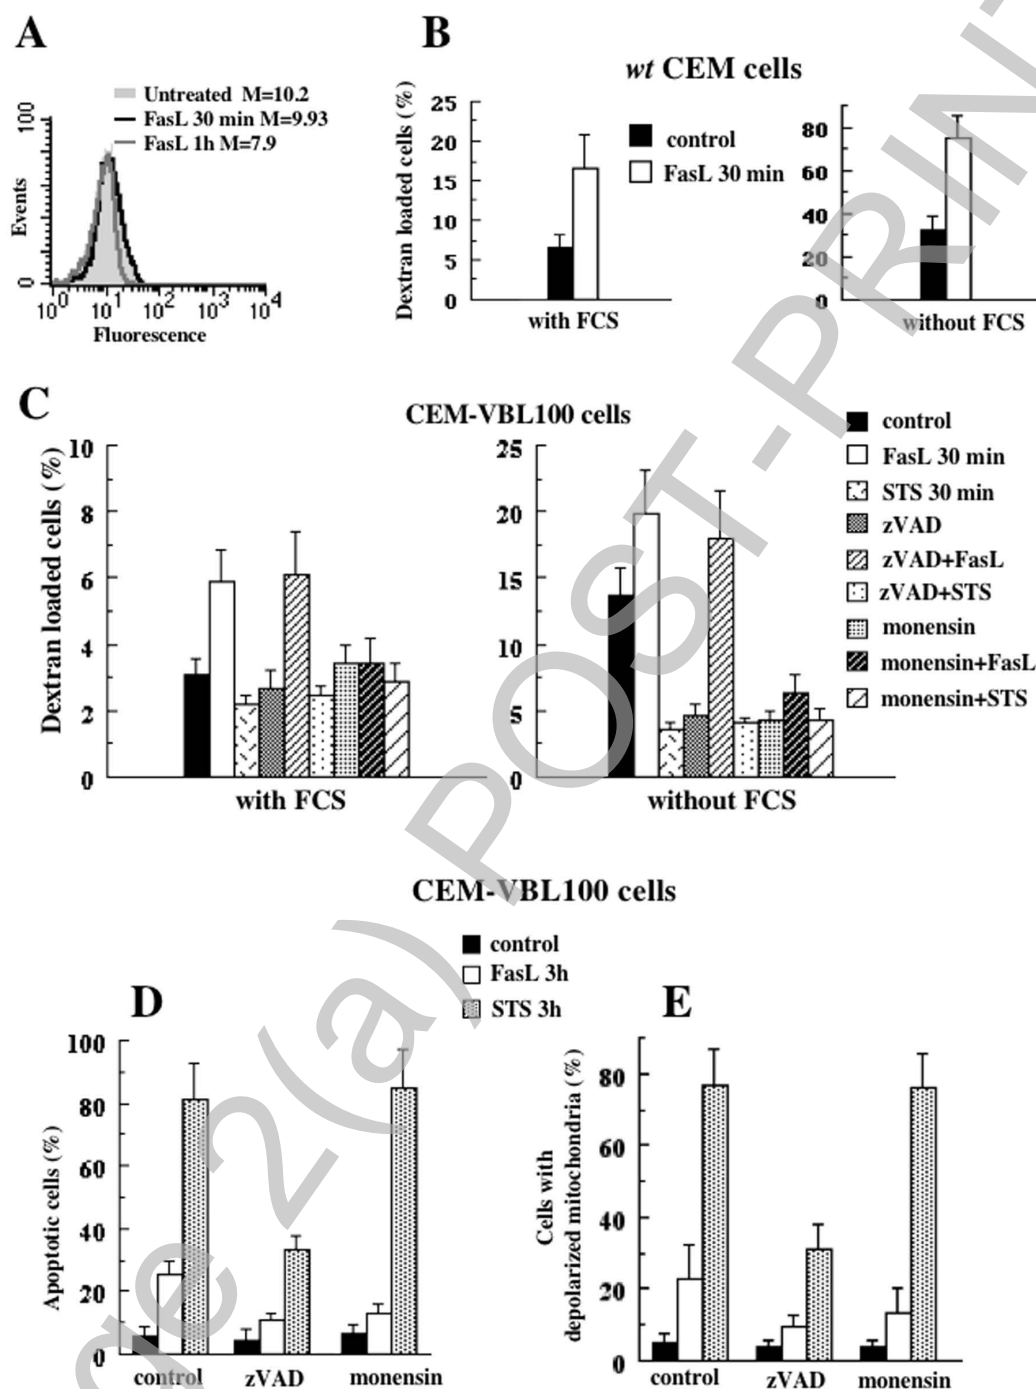 A
Untreated M=10.2
FasL 30 min M=9.93
FasL 1h M=7.9
100
Events
0
10^0 10^1 10^2 10^3 10^4
Fluorescence
B
wt CEM cells
Dextran loaded cells (%)
25
20
15
10
5
0
with FCS
control
FasL 30 min
80
60
40
20
0
without FCS
C
CEM-VBL100 cells
Dextran loaded cells (%)
10
8
6
4
2
0
with FCS
25
20
15
10
5
0
without FCS
control
FasL 30 min
STS 30 min
zVAD
zVAD+FasL
zVAD+STS
monensin
monensin+FasL
monensin+STS
CEM-VBL100 cells
control
FasL 3h
STS 3h
D
Apoptotic cells (%)
100
80
60
40
20
0
control zVAD monensin
E
Cells with
depolarized mitochondria (%)
80
60
40
20
0
control zVAD monensin
ge 2(a) POST-PRINT